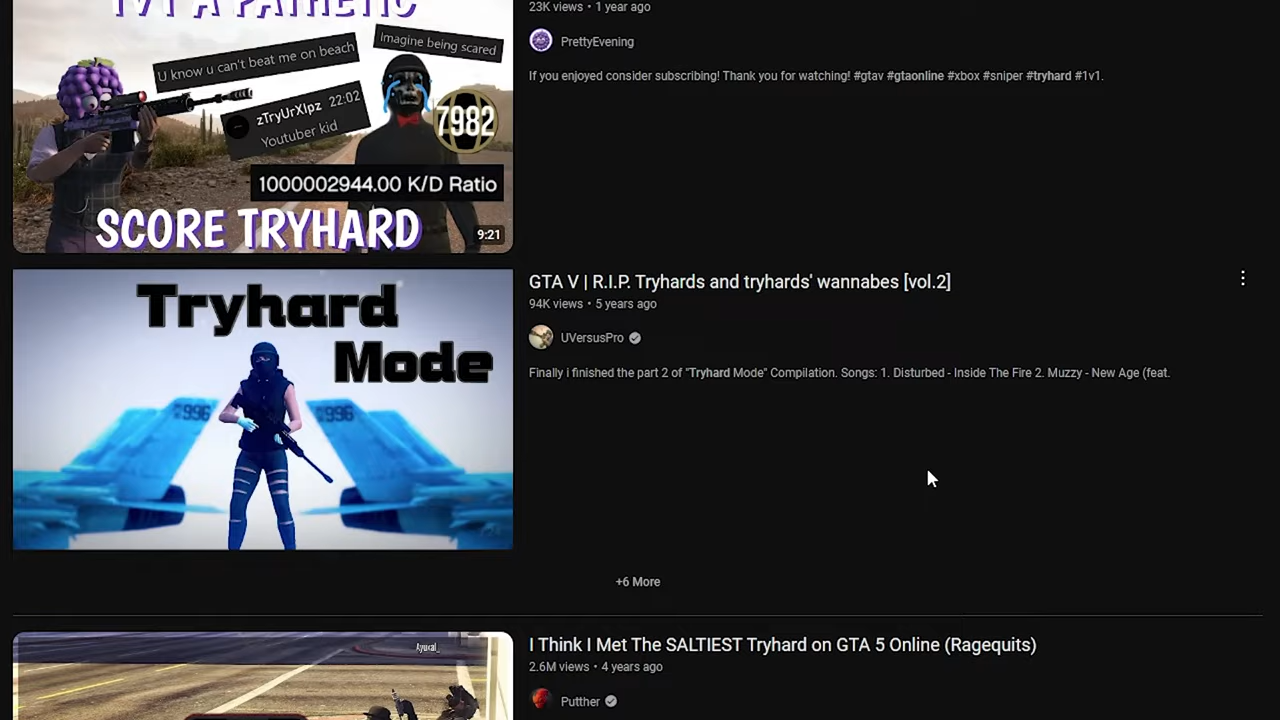 1V1 A PATHETIC
U know u can't beat me on beach
imagine being scared
zTryUrXlpz 22:02
Youtuber kid
7982
1000002944.00 K/D Ratio
SCORE TRYHARD
9:21
23K views • 1 year ago
PrettyEvening
If you enjoyed consider subscribing! Thank you for watching! #gtav #gtaonline #xbox #sniper #tryhard #1v1.
Tryhard
Mode
996
996
GTA V | R.I.P. Tryhards and tryhards' wannabes [vol.2]
94K views • 5 years ago
UVersusPro
Finally i finished the part 2 of "Tryhard Mode" Compilation. Songs: 1. Disturbed - Inside The Fire 2. Muzzy - New Age (feat.
+6 More
I Think I Met The SALTIEST Tryhard on GTA 5 Online (Ragequits)
2.6M views • 4 years ago
Putther